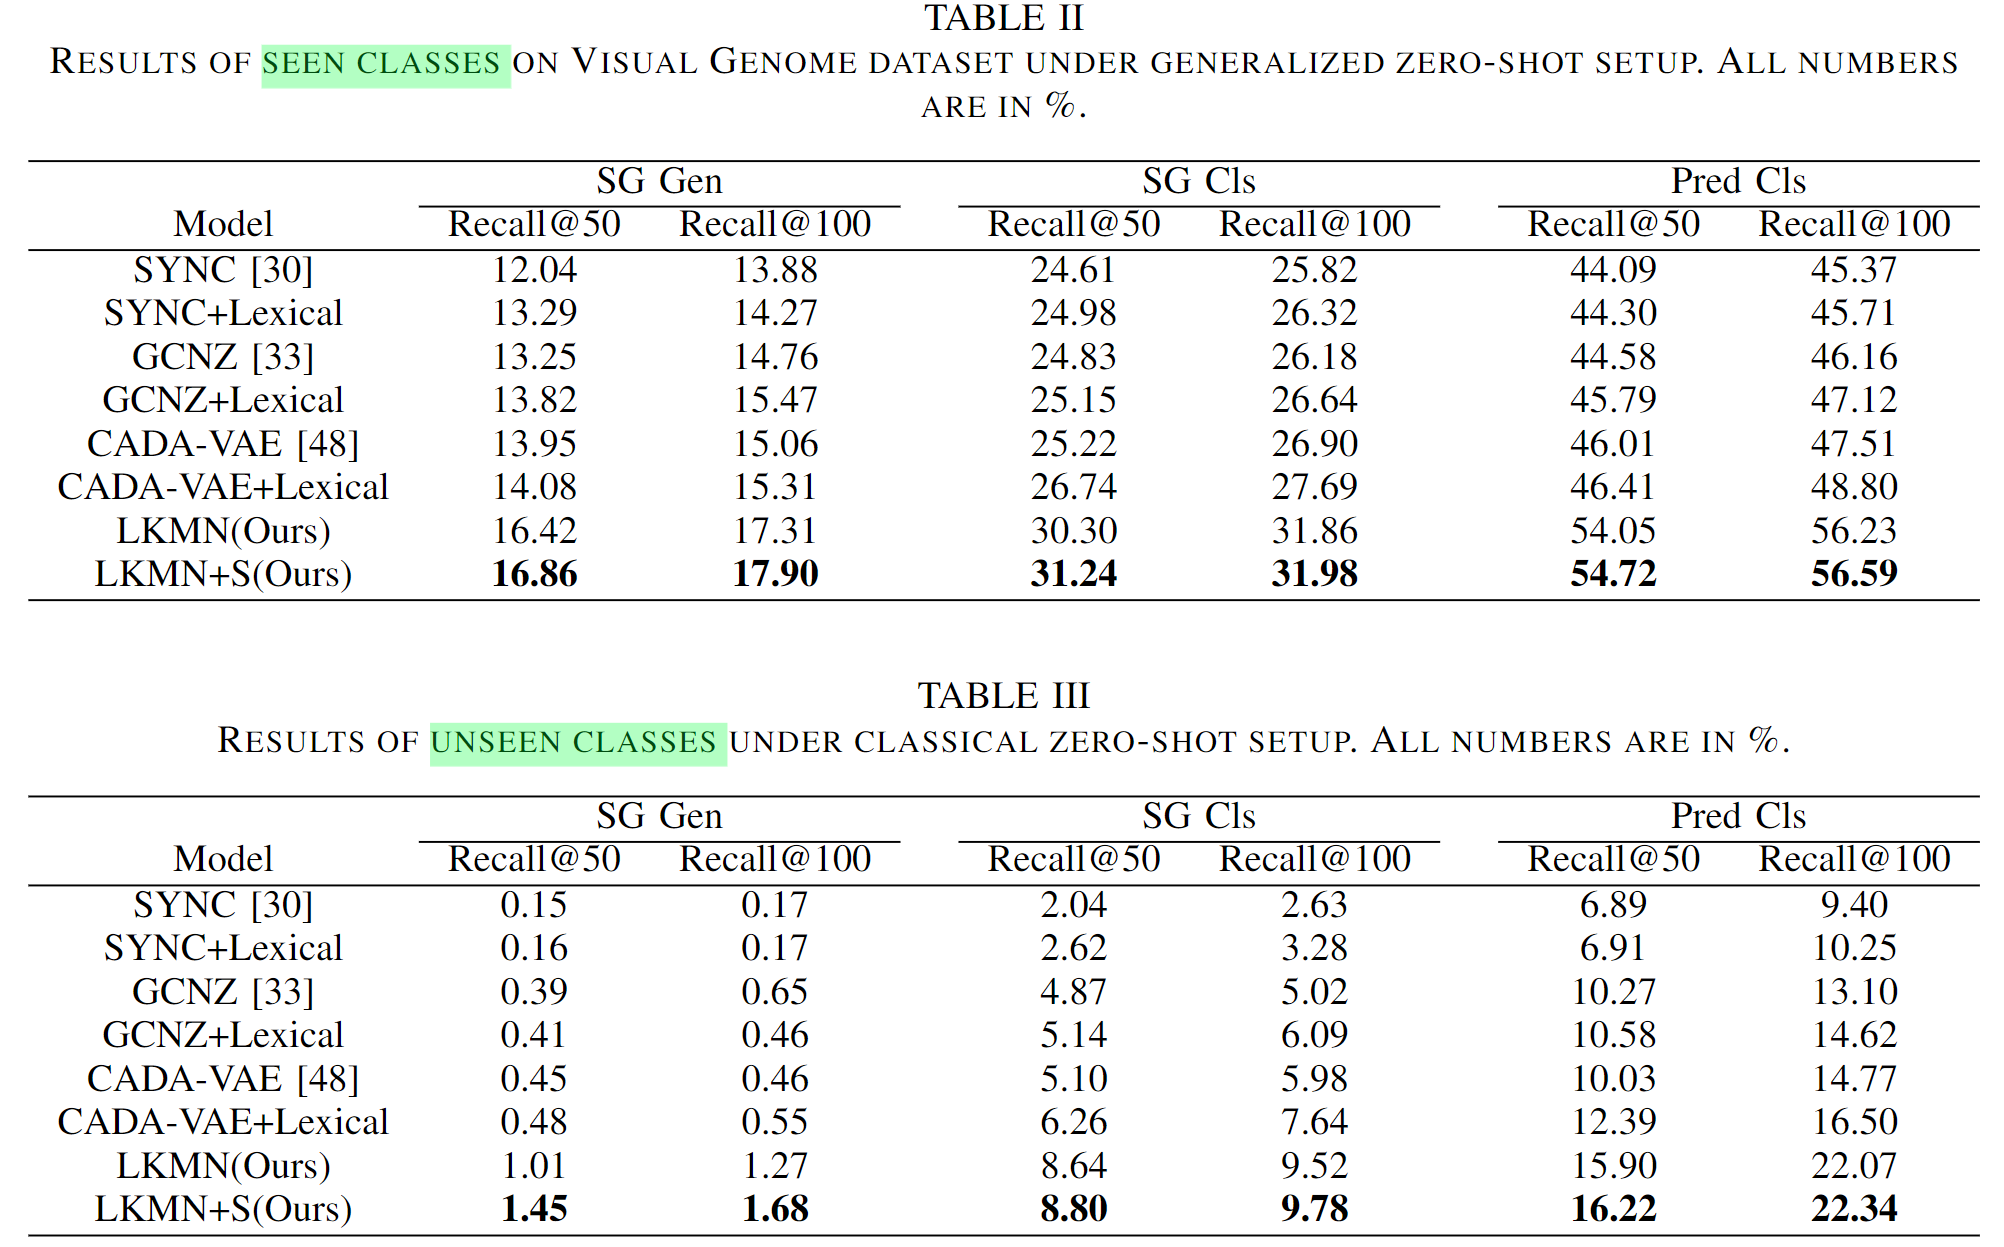 TABLE II
RESULTS OF SEEN CLASSES ON VISUAL GENOME DATASET UNDER GENERALIZED ZERO-SHOT SETUP. ALL NUMBERS
ARE IN %.
SG Gen SG Cls Pred Cls
Model Recall@50 Recall@100 Recall@50 Recall@100 Recall@50 Recall@100
SYNC [30] 12.04 13.88 24.61 25.82 44.09 45.37
SYNC+Lexical 13.29 14.27 24.98 26.32 44.30 45.71
GCNZ [33] 13.25 14.76 24.83 26.18 44.58 46.16
GCNZ+Lexical 13.82 15.47 25.15 26.64 45.79 47.12
CADA-VAE [48] 13.95 15.06 25.22 26.90 46.01 47.51
CADA-VAE+Lexical 14.08 15.31 26.74 27.69 46.41 48.80
LKMN(Ours) 16.42 17.31 30.30 31.86 54.05 56.23
LKMN+S(Ours) 16.86 17.90 31.24 31.98 54.72 56.59
TABLE III
RESULTS OF UNSEEN CLASSES UNDER CLASSICAL ZERO-SHOT SETUP. ALL NUMBERS ARE IN %.
SG Gen SG Cls Pred Cls
Model Recall@50 Recall@100 Recall@50 Recall@100 Recall@50 Recall@100
SYNC [30] 0.15 0.17 2.04 2.63 6.89 9.40
SYNC+Lexical 0.16 0.17 2.62 3.28 6.91 10.25
GCNZ [33] 0.39 0.65 4.87 5.02 10.27 13.10
GCNZ+Lexical 0.41 0.46 5.14 6.09 10.58 14.62
CADA-VAE [48] 0.45 0.46 5.10 5.98 10.03 14.77
CADA-VAE+Lexical 0.48 0.55 6.26 7.64 12.39 16.50
LKMN(Ours) 1.01 1.27 8.64 9.52 15.90 22.07
LKMN+S(Ours) 1.45 1.68 8.80 9.78 16.22 22.34